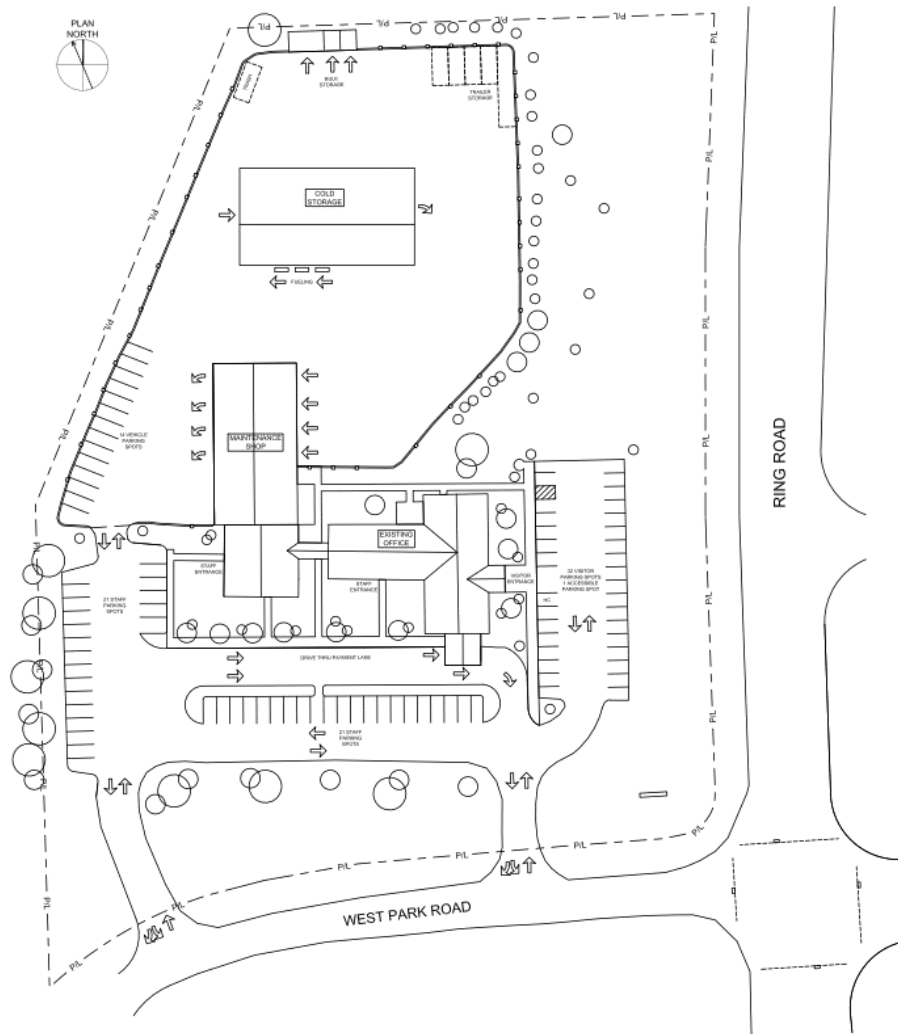 PLAN
NORTH
P/L
P/L
P/L
P/L
P/L
BULK
STORAGE
TRAILER
STORAGE
P/L
P/L
COLD
STORAGE
P/L
FUELING
P/L
P/L
P/L
P/L
14 VEHICLE
PARKING
SPOTS
MAINTENANCE
SHOP
P/L
RING ROAD
P/L
EXISTING
OFFICE
P/L
STAFF
ENTRANCE
STAFF
ENTRANCE
VISITOR
ENTRANCE
32 VISITOR
PARKING SPOTS
1 ACCESSIBLE
PARKING SPOT
HC
21 STAFF
PARKING
SPOTS
P/L
DRIVE THRU PAYMENT LANE
P/L
21 STAFF
PARKING
SPOTS
P/L
P/L
P/L
P/L
P/L
P/L
P/L
P/L
WEST PARK ROAD
P/L